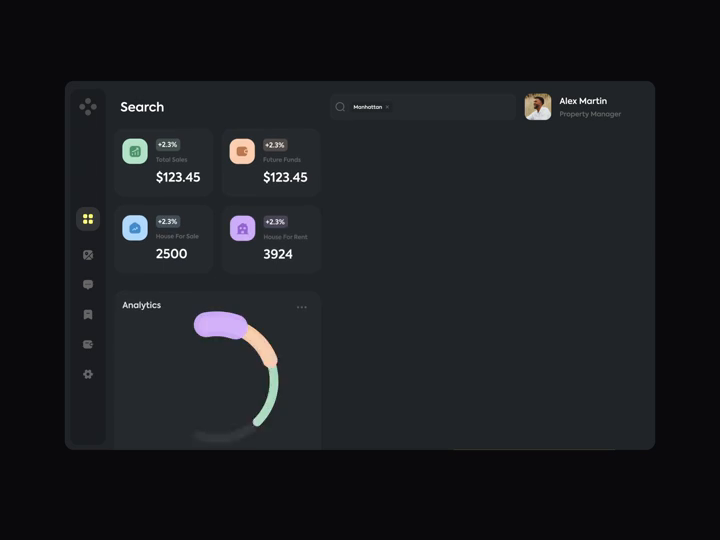 Search
Manhattan
Alex Martin
Property Manager
+2.3%
Total Sales
$123.45
+2.3%
Future Funds
$123.45
+2.3%
House For Sale
2500
+2.3%
House For Rent
3924
Analytics